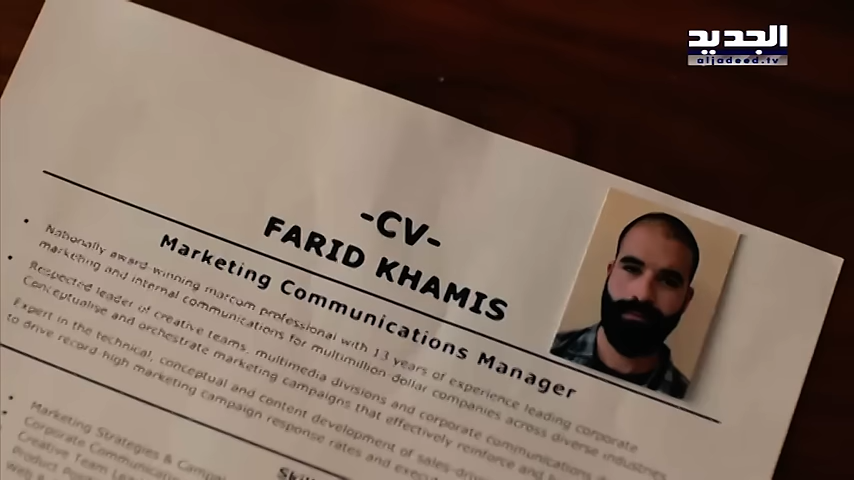 الجديد
aljadeed.tv
-CV-
FARID KHAMIS
Marketing Communications Manager
Nationally award-winning marcom professional with 13 years of experience leading corporate
marketing and internal communications for multimillion dollar companies across diverse industries
Respected leader of creative teams, multimedia divisions and corporate communications
Conceptualise and orchestrate marketing campaigns that effectively reinforce and
Expert in the technical, conceptual and content development of sales-
to drive record-high marketing campaign response rates and
Marketing Strategies &
Corporate
Creative Team
Product